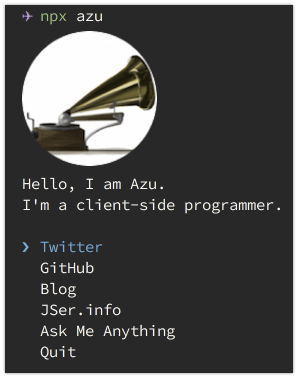 ✈ npx azu
Hello, I am Azu.
I'm a client-side programmer.
❯ Twitter
GitHub
Blog
JSer.info
Ask Me Anything
Quit